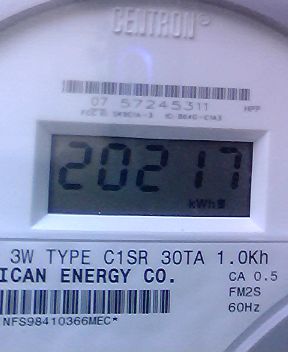 CENTRON®
07 57245311 HPP
20217
kWh
3W TYPE C1SR 30TA 1.0Kh
ICAN ENERGY CO. CA 0.5
FM2S
NFS98410366MEC* 60Hz